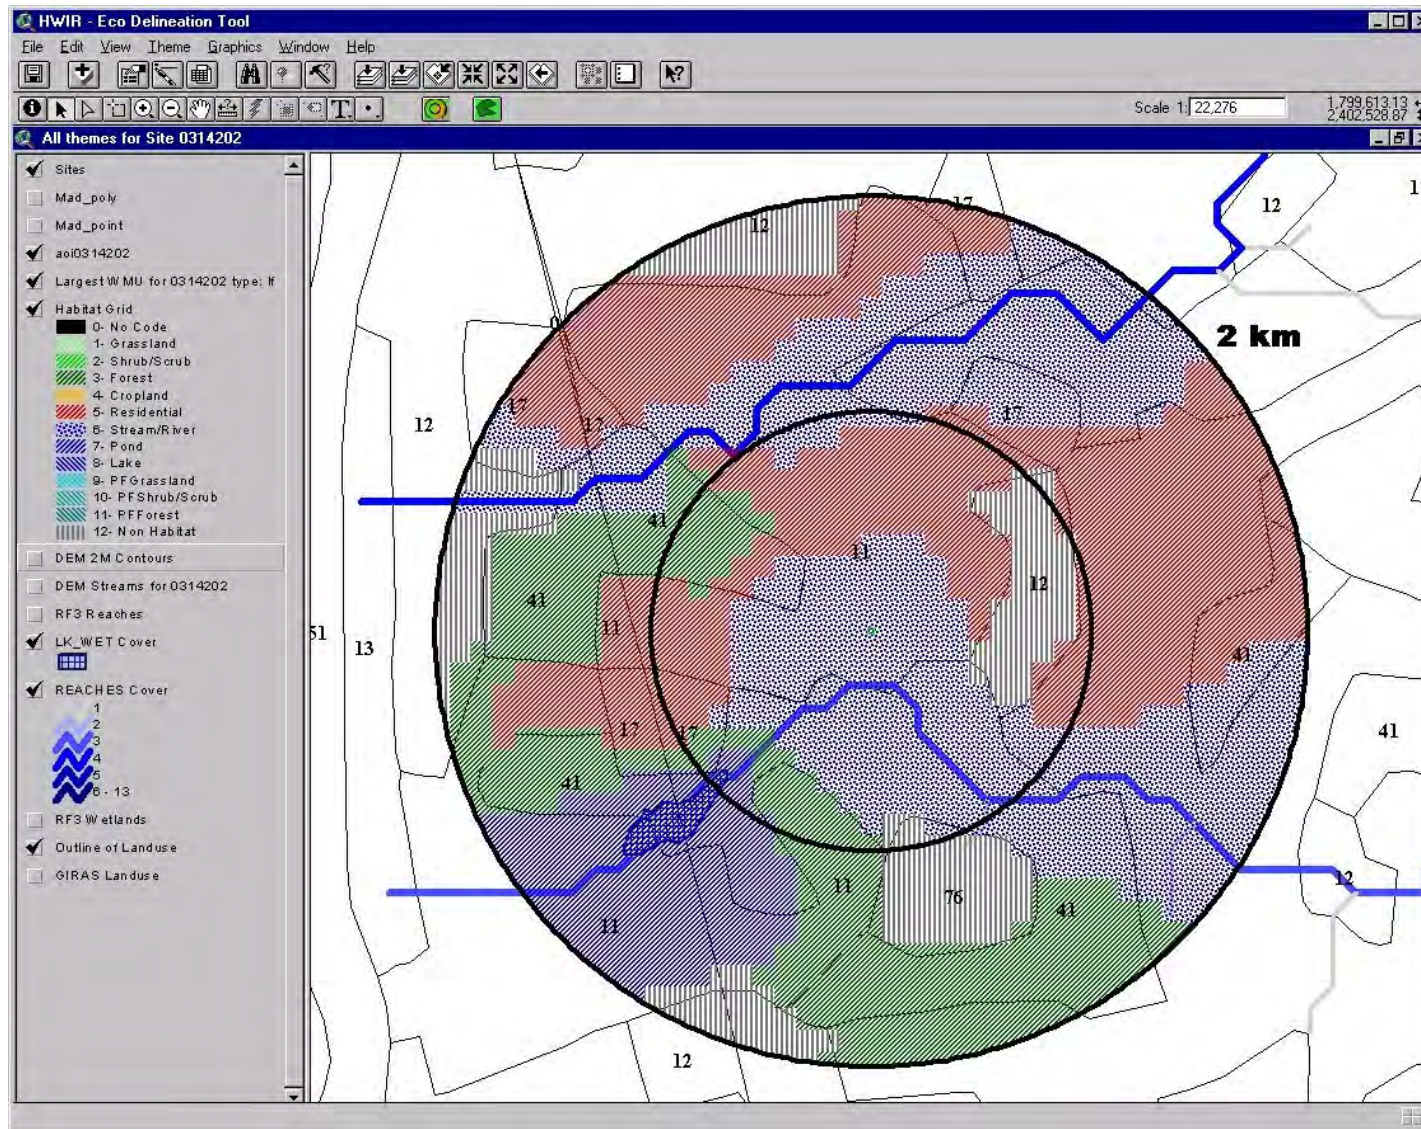 HWIR - Eco Delineation Tool
File Edit View Theme Graphics Window Help
Scale 1: 22,276
1,799,613.13
2,402,528.87
All themes for Site 0314202
Sites
Mad_poly
Mad_point
aoi0314202
Largest WMU for 0314202 type: lf
Habitat Grid
0- No Code
1- Grassland
2- Shrub/Scrub
3- Forest
4- Cropland
5- Residential
6- Stream/River
7- Pond
8- Lake
9- PFGrassland
10- PFShrub/Scrub
11- PFForest
12- Non Habitat
DEM 2M Contours
DEM Streams for 0314202
RF3 Reaches
LK_WET Cover
REACHES Cover
1
2
3
4
5
6 - 13
RF3 Wetlands
Outline of Landuse
GIRAS Landuse
17
12
12
1
2 km
17
17
12
17
41
11
12
41
11
51
13
41
17
17
41
41
11
76
41
12
11
12